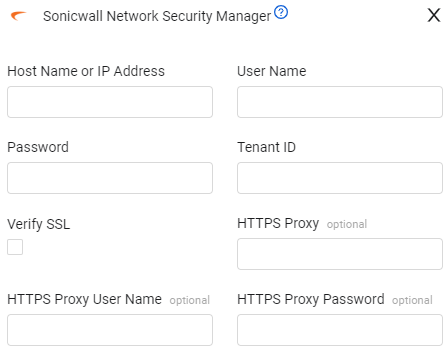 Sonicwall Network Security Manager ?
X
Host Name or IP Address
User Name
Password
Tenant ID
Verify SSL
HTTPS Proxy optional
HTTPS Proxy User Name optional
HTTPS Proxy Password optional